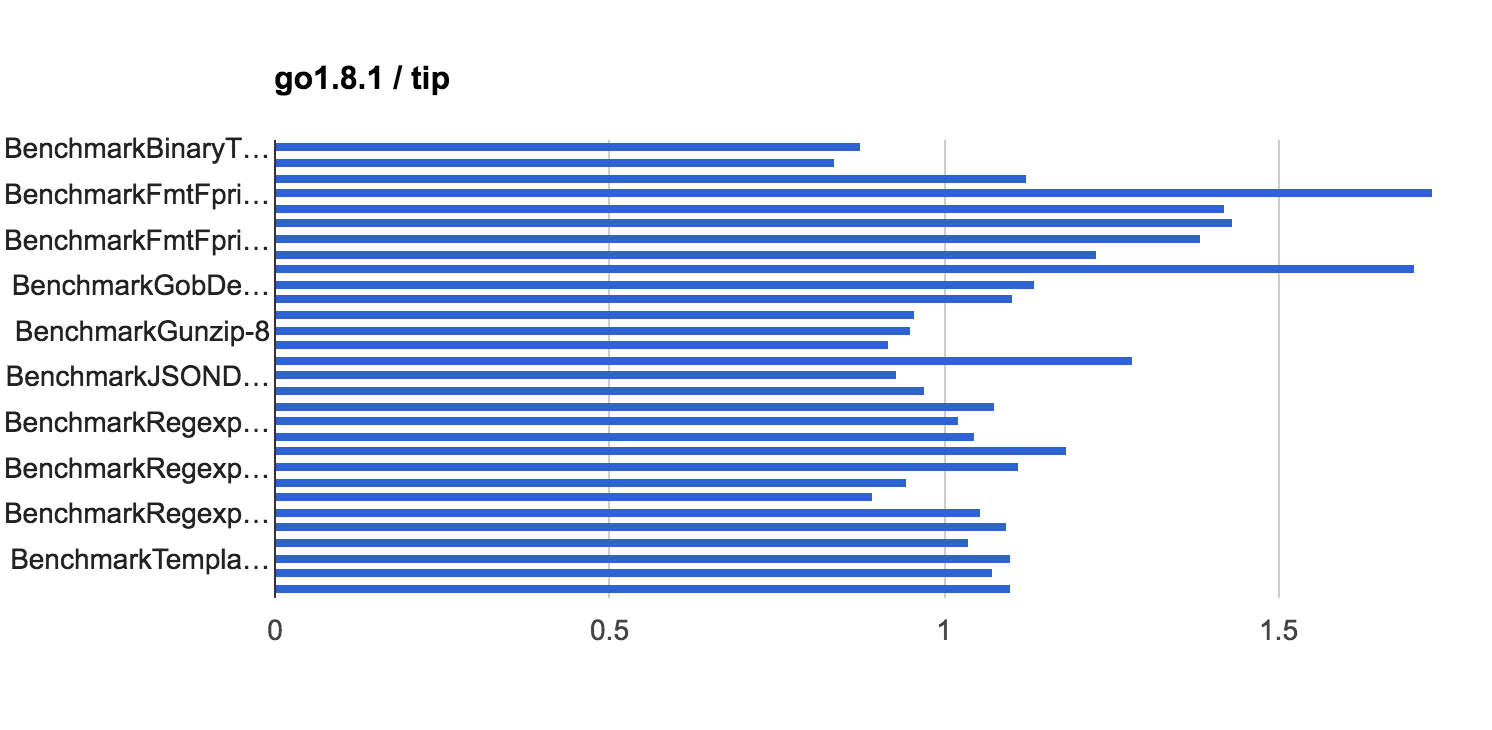 go1.8.1 / tip
BenchmarkBinaryT…
BenchmarkFmtFpri…
BenchmarkFmtFpri…
BenchmarkGobDe…
BenchmarkGunzip-8
BenchmarkJSOND…
BenchmarkRegexp…
BenchmarkRegexp…
BenchmarkRegexp…
BenchmarkTempla…
0 0.5 1 1.5